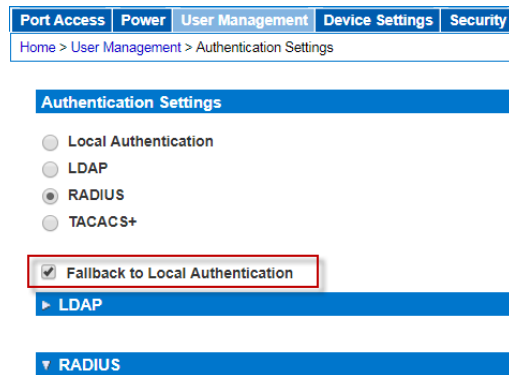 Port Access Power User Management Device Settings Security
Home > User Management > Authentication Settings
Authentication Settings
Local Authentication
LDAP
RADIUS
TACACS+
Fallback to Local Authentication
LDAP
RADIUS